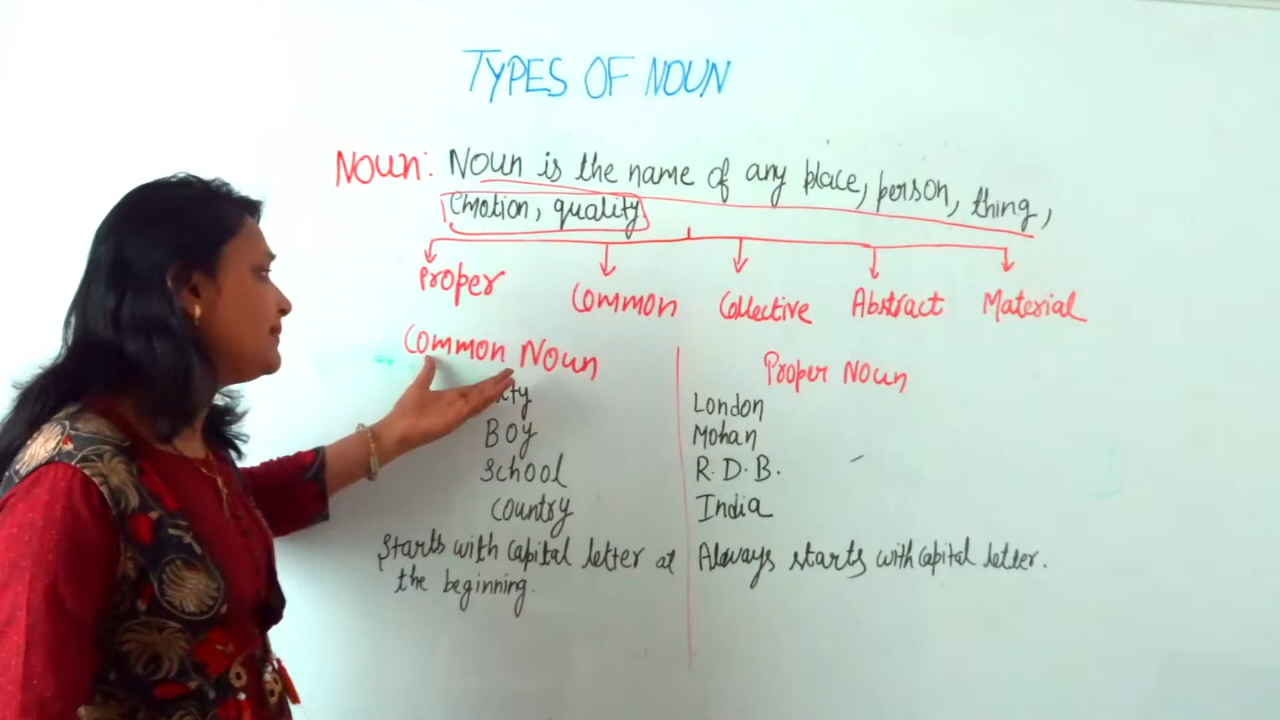 TYPES OF NOUN
NOUN: Noun is the name of any place, person, thing,
emotion, quality
Proper Common Collective Abstract Material
Common Noun
Proper Noun
Boy
School
Country
Starts with capital letter at
the beginning.
London
Mohan
R.D.B.
India
Always starts with capital letter.